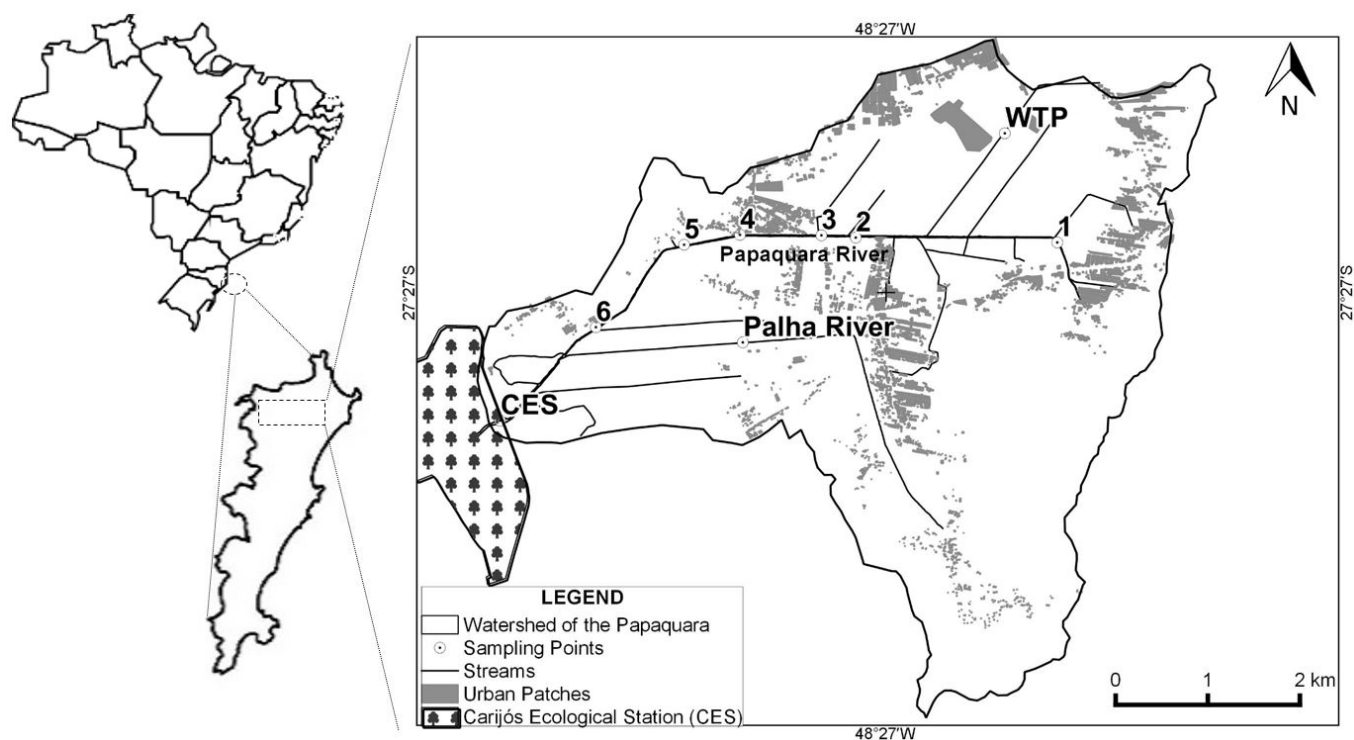 48°27'W
N
WTP
1
2
3
4
5
Papaquara River
27°27'S
27°27'S
6
Palha River
CES
LEGEND
Watershed of the Papaquara
Sampling Points
Streams
Urban Patches
Carijós Ecological Station (CES)
0 1 2 km
48°27'W